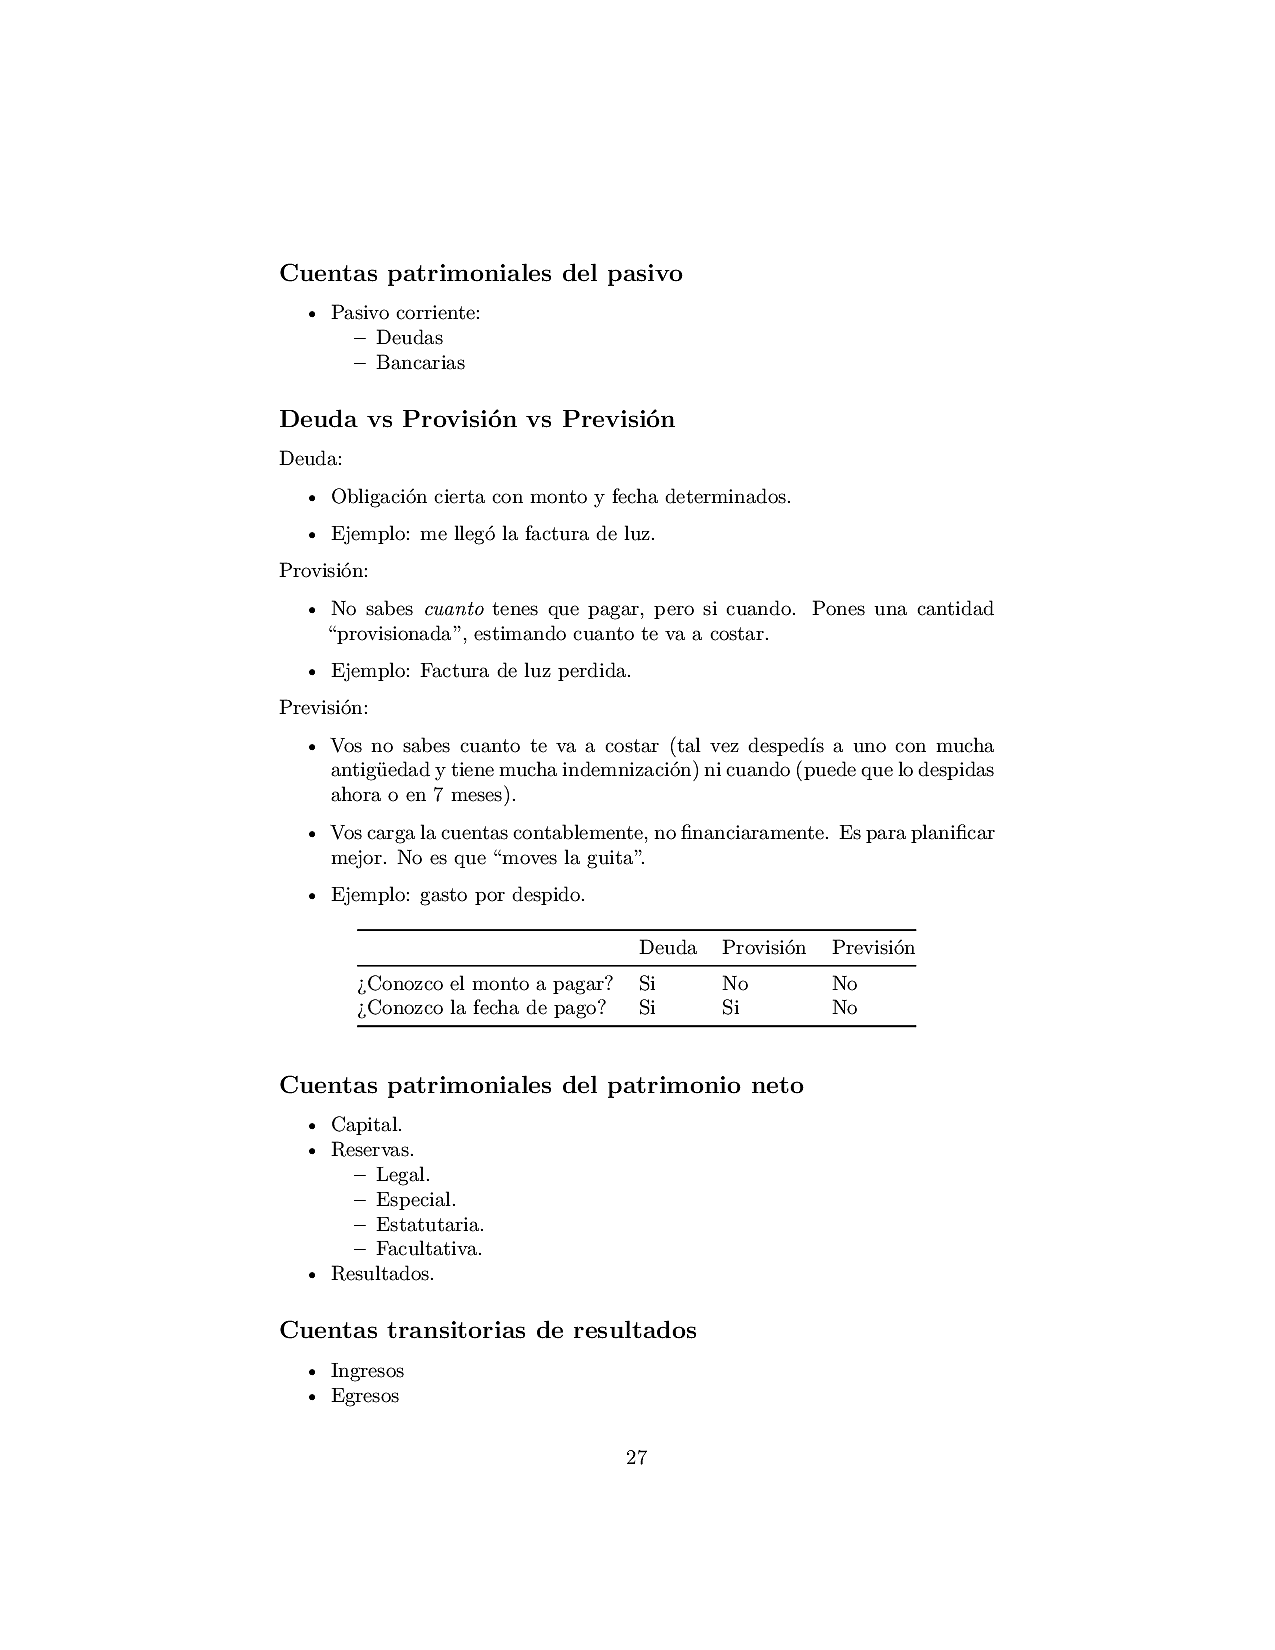 Cuentas patrimoniales del pasivo
• Pasivo corriente:
– Deudas
– Bancarias
Deuda vs Provisión vs Previsión
Deuda:
• Obligación cierta con monto y fecha determinados.
• Ejemplo: me llegó la factura de luz.
Provisión:
• No sabes cuanto tenes que pagar, pero si cuando. Pones una cantidad
“provisionada”, estimando cuanto te va a costar.
• Ejemplo: Factura de luz perdida.
Previsión:
• Vos no sabes cuanto te va a costar (tal vez despedís a uno con mucha
antigüedad y tiene mucha indemnización) ni cuando (puede que lo despidas
ahora o en 7 meses).
• Vos carga la cuentas contablemente, no financiaramente. Es para planificar
mejor. No es que “moves la guita”.
• Ejemplo: gasto por despido.
Deuda Provisión Previsión
¿Conozco el monto a pagar? Si No No
¿Conozco la fecha de pago? Si Si No
Cuentas patrimoniales del patrimonio neto
• Capital.
• Reservas.
– Legal.
– Especial.
– Estatutaria.
– Facultativa.
• Resultados.
Cuentas transitorias de resultados
• Ingresos
• Egresos
27